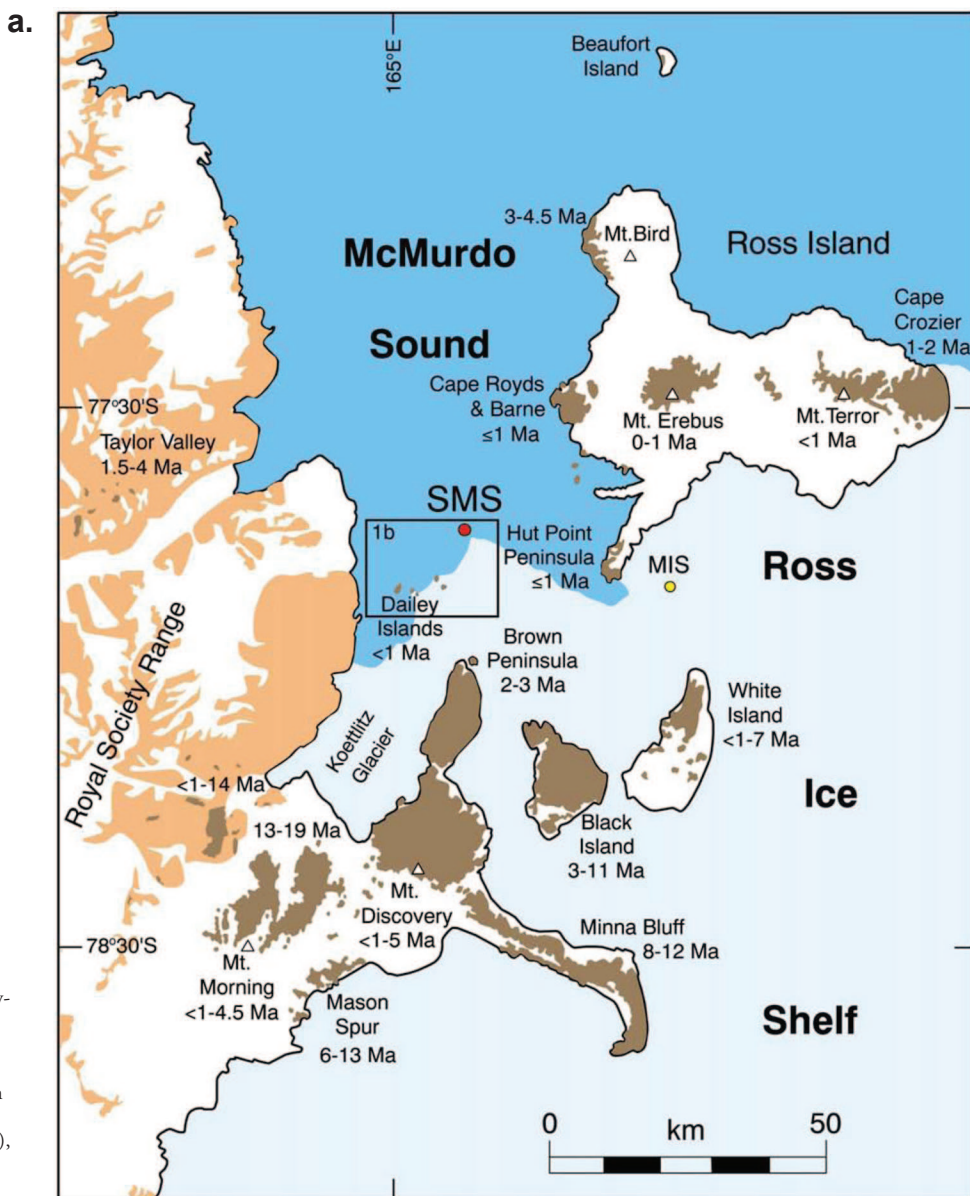 a.
165°E
Beaufort
Island
3-4.5 Ma
Mt.Bird
McMurdo
Sound
Ross Island
Cape
Crozier
1-2 Ma
Cape Royds
& Barne
≤1 Ma
77°30'S
Mt. Erebus
0-1 Ma
Mt.Terror
<1 Ma
Taylor Valley
1.5-4 Ma
SMS
1b
Hut Point
Peninsula
≤1 Ma
MIS
Ross
Dailey
Islands
<1 Ma
Brown
Peninsula
2-3 Ma
Royal Society Range
Koettlitz
Glacier
White
Island
<1-7 Ma
Ice
<1-14 Ma
13-19 Ma
Black
Island
3-11 Ma
Mt.
Discovery
<1-5 Ma
Minna Bluff
8-12 Ma
78°30'S
Mt.
Morning
<1-4.5 Ma
Mason
Spur
6-13 Ma
Shelf
0 50
km
),